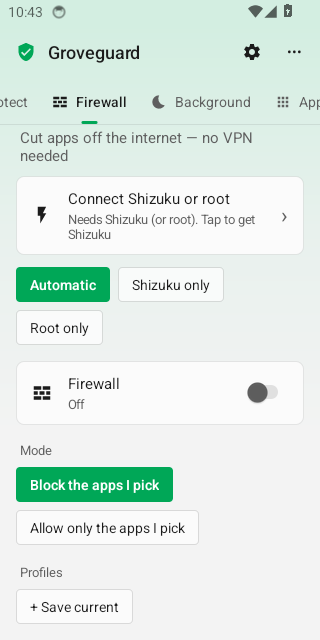 10:43
Groveguard
otect
Firewall
Background
App
Cut apps off the internet — no VPN
needed
Connect Shizuku or root
Needs Shizuku (or root). Tap to get
Shizuku
Automatic
Shizuku only
Root only
Firewall
Off
Mode
Block the apps I pick
Allow only the apps I pick
Profiles
+ Save current